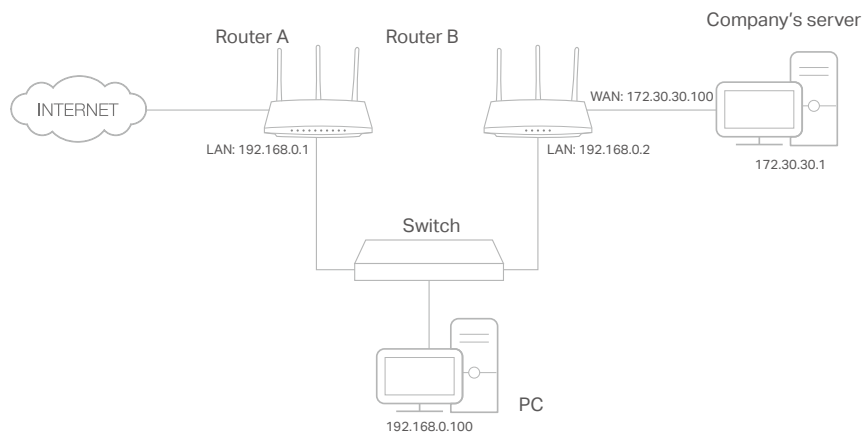 Company's server
Router A
Router B
INTERNET
WAN: 172.30.30.100
LAN: 192.168.0.1
LAN: 192.168.0.2
172.30.30.1
Switch
PC
192.168.0.100